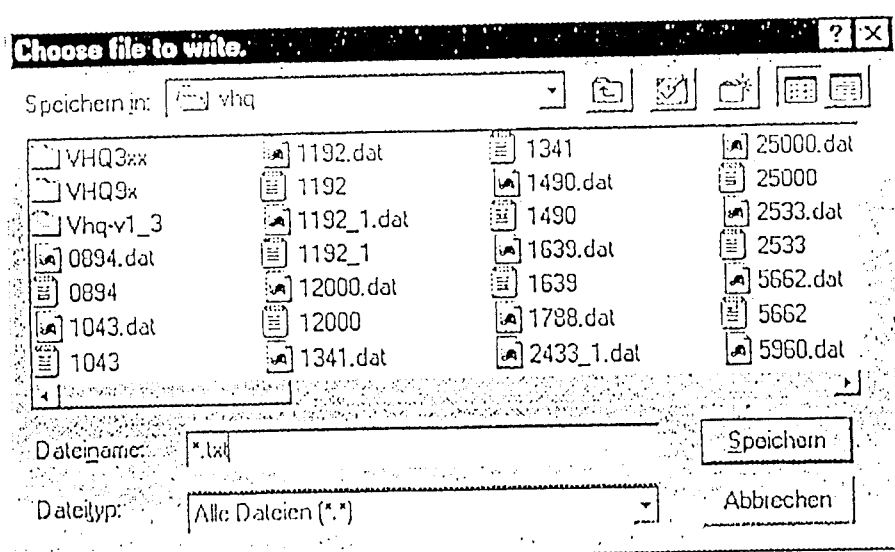 Choose file to write.
Speichern in: vhq
VHQ3xx
VHQ9x
Vhq-v1_3
0894.dat
0894
1043.dat
1043
1192.dat
1192
1192_1.dat
1192_1
12000.dat
12000
1341.dat
1341
1490.dat
1490
1639.dat
1639
1788.dat
2433_1.dat
25000.dat
25000
2533.dat
2533
5662.dat
5662
5960.dat
Dateiname: *.txt
Speichern
Dateityp: Alle Dateien (*.*)
Abbrechen